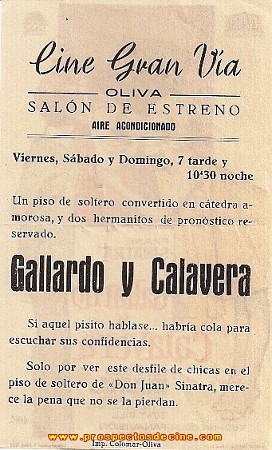 Cine Gran Vía
OLIVA
SALÓN DE ESTRENO
AIRE ACONDICIONADO
Viernes, Sábado y Domingo, 7 tarde y
10'30 noche
Un piso de soltero convertido en cátedra a-
morosa, y dos hermanitos de pronóstico re-
servado.
Gallardo y Calavera
Si aquel pisito hablase... habría cola para
escuchar sus confidencias.
Solo por ver este desfile de chicas en el
piso de soltero de «Don Juan» Sinatra, mere-
ce la pena que no se la pierdan.
Imp. Colomar-Oliva
www.prospectosdecine.com